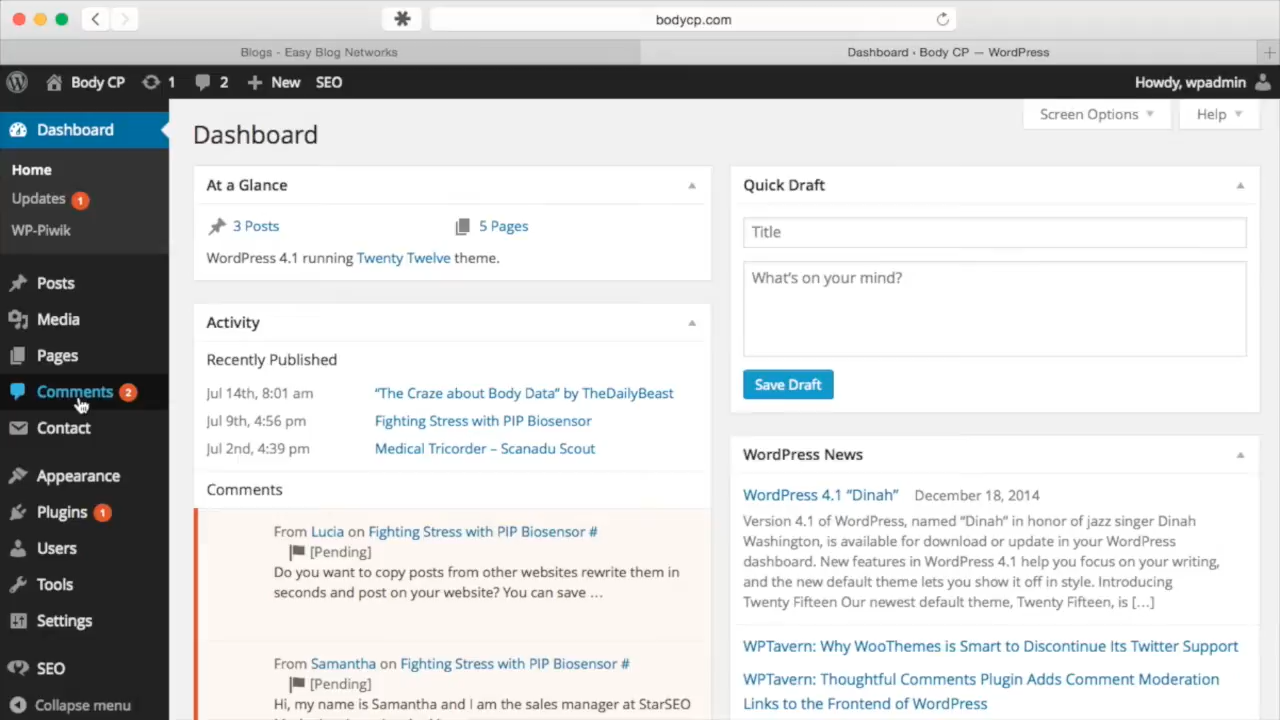 bodycp.com
Blogs - Easy Blog Networks
Dashboard ‹ Body CP — WordPress
Body CP
1
2
New
SEO
Howdy, wpadmin
Dashboard
Home
Updates 1
WP-Piwik
Posts
Media
Pages
Comments 2
Contact
Appearance
Plugins 1
Users
Tools
Settings
SEO
Collapse menu
Screen Options
Help
Dashboard
At a Glance
3 Posts
5 Pages
WordPress 4.1 running Twenty Twelve theme.
Activity
Recently Published
Jul 14th, 8:01 am “The Craze about Body Data” by TheDailyBeast
Jul 9th, 4:56 pm Fighting Stress with PIP Biosensor
Jul 2nd, 4:39 pm Medical Tricorder – Scanadu Scout
Comments
From Lucia on Fighting Stress with PIP Biosensor #
[Pending]
Do you want to copy posts from other websites rewrite them in
seconds and post on your website? You can save …
From Samantha on Fighting Stress with PIP Biosensor #
[Pending]
Hi, my name is Samantha and I am the sales manager at StarSEO
Quick Draft
Title
What’s on your mind?
Save Draft
WordPress News
WordPress 4.1 “Dinah” December 18, 2014
Version 4.1 of WordPress, named “Dinah” in honor of jazz singer Dinah
Washington, is available for download or update in your WordPress
dashboard. New features in WordPress 4.1 help you focus on your writing,
and the new default theme lets you show it off in style. Introducing
Twenty Fifteen Our newest default theme, Twenty Fifteen, is […]
WPTavern: Why WooThemes is Smart to Discontinue Its Twitter Support
WPTavern: Thoughtful Comments Plugin Adds Comment Moderation
Links to the Frontend of WordPress